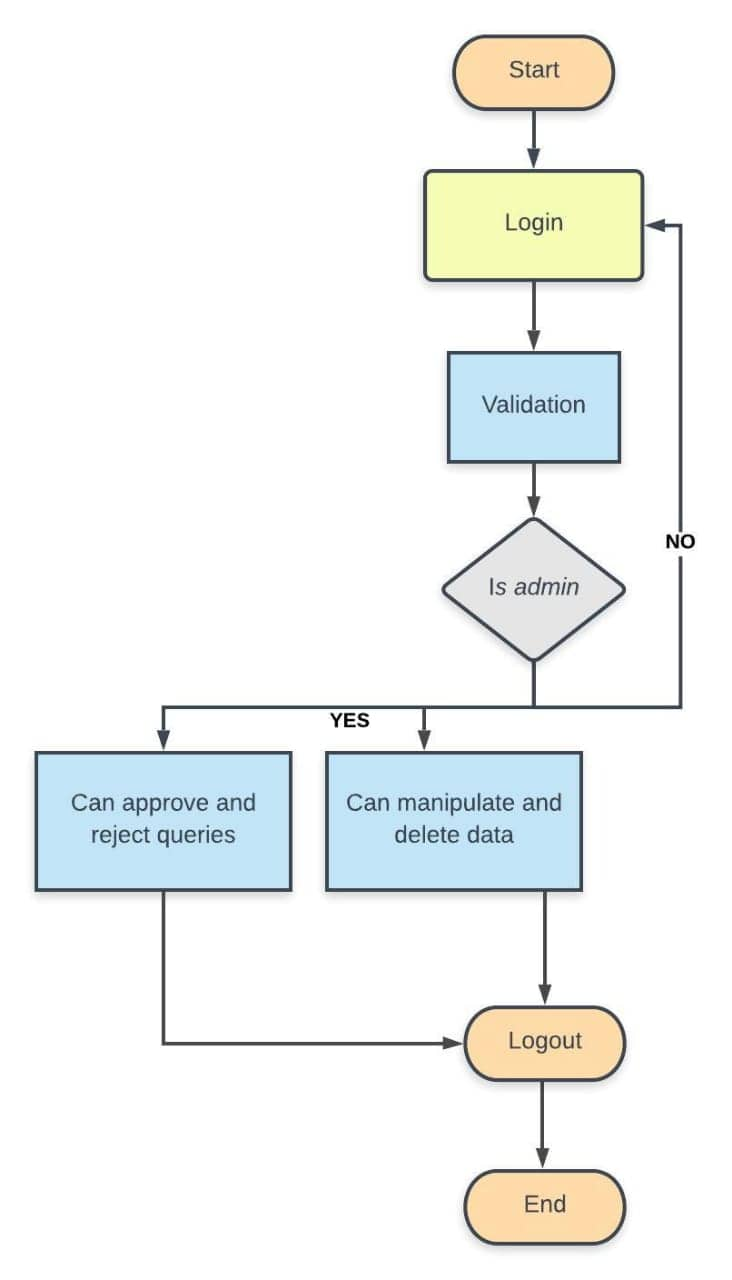 Start
Login
Validation
NO
Is admin
YES
Can approve and
reject queries
Can manipulate and
delete data
Logout
End